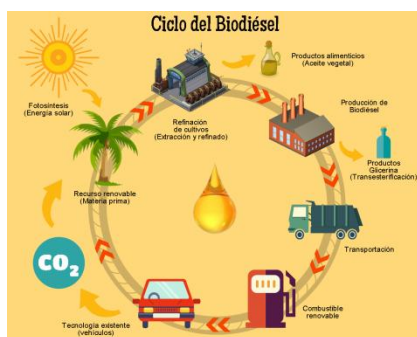 Ciclo del Biodiésel
Productos alimenticios
(Aceite vegetal)
Fotosíntesis
(Energía solar)
Refinación
de cultivos
(Extracción y refinado)
Producción de
Biodiésel
Productos
Glicerina
(Transesterificación)
Recurso renovable
(Materia prima)
Transportación
CO₂
Combustible
renovable
Tecnología existente
(vehículos)